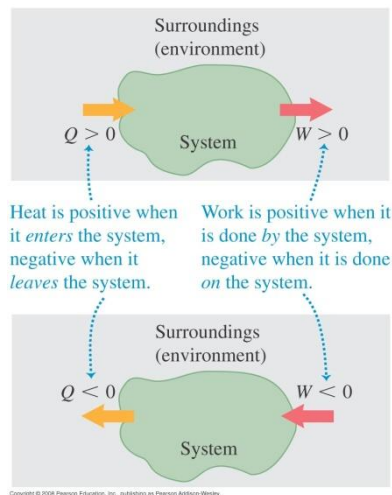 Surroundings
(environment)
Q > 0
System
W > 0
Heat is positive when
it enters the system,
negative when it
leaves the system.
Work is positive when it
is done by the system,
negative when it is done
on the system.
Surroundings
(environment)
Q < 0
W < 0
System
Copyright © 2008 Pearson Education, Inc., publishing as Pearson Addison-Wesley.